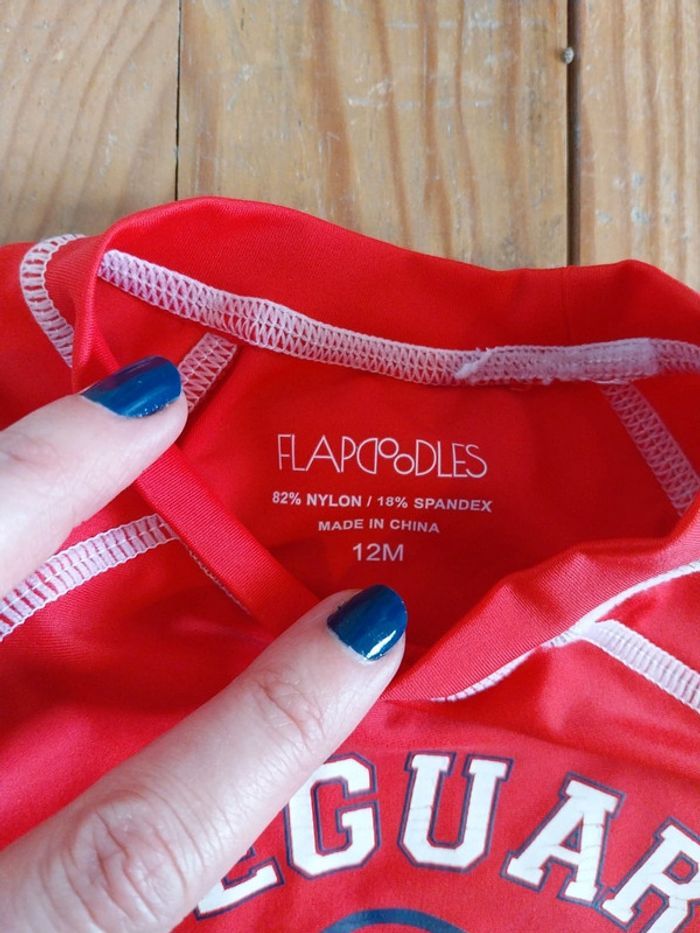 FLAPDOODLES
82% NYLON / 18% SPANDEX
MADE IN CHINA
12M
EGUAR